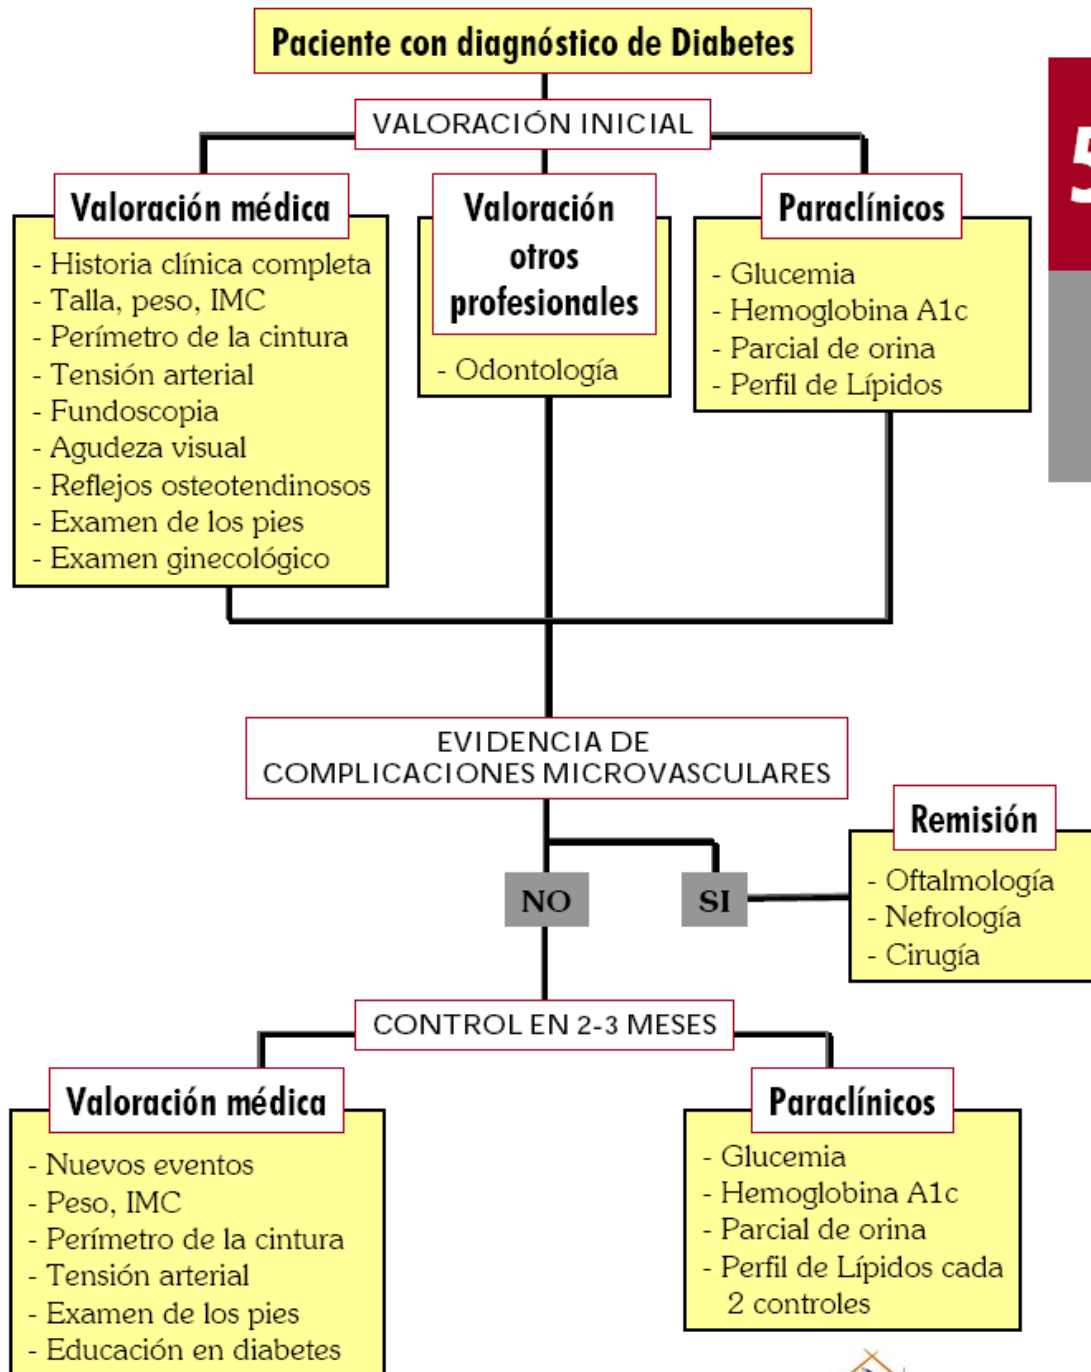 Paciente con diagnóstico de Diabetes
VALORACIÓN INICIAL
Valoración médica
- Historia clínica completa
- Talla, peso, IMC
- Perímetro de la cintura
- Tensión arterial
- Fundoscopia
- Agudeza visual
- Reflejos osteotendinosos
- Examen de los pies
- Examen ginecológico
Valoración
otros
profesionales
- Odontología
Paraclínicos
- Glucemia
- Hemoglobina A1c
- Parcial de orina
- Perfil de Lípidos
5
EVIDENCIA DE
COMPLICACIONES MICROVASCULARES
NO
SI
Remisión
- Oftalmología
- Nefrología
- Cirugía
CONTROL EN 2-3 MESES
Valoración médica
- Nuevos eventos
- Peso, IMC
- Perímetro de la cintura
- Tensión arterial
- Examen de los pies
- Educación en diabetes
Paraclínicos
- Glucemia
- Hemoglobina A1c
- Parcial de orina
- Perfil de Lípidos cada
2 controles